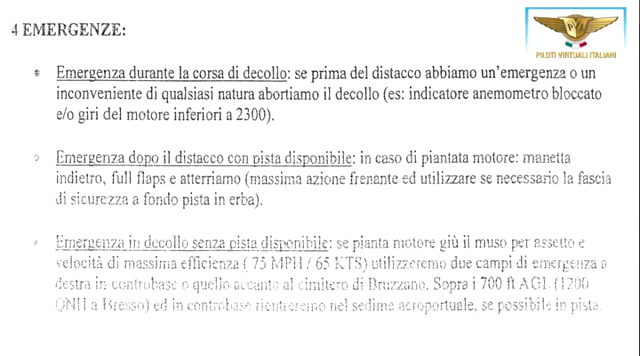 4 EMERGENZE:
PILOTI VIRTUALI ITALIANI
Emergenza durante la corsa di decollo: se prima del distacco abbiamo un'emergenza o un
inconveniente di qualsiasi natura abortiamo il decollo (es: indicatore anemometro bloccato
e/o giri del motore inferiori a 2300).
Emergenza dopo il distacco con pista disponibile: in caso di piantata motore: manetta
indietro, full flaps e atterriamo (massima azione frenante ed utilizzare se necessario la fascia
di sicurezza a fondo pista in erba).
Emergenza in decollo senza pista disponibile: se pianta motore giù il muso per assetto e
velocità di massima efficienza ( 75 MPH / 65 KTS) utilizzeremo due campi di emergenza a
destra in controbase o quello accanto al cimitero di Bruzzano. Sopra i 700 ft AGL (1200
QNH a Bresso) ed in controbase rientreremo nel sedime aeroportuale, se possibile in pista.